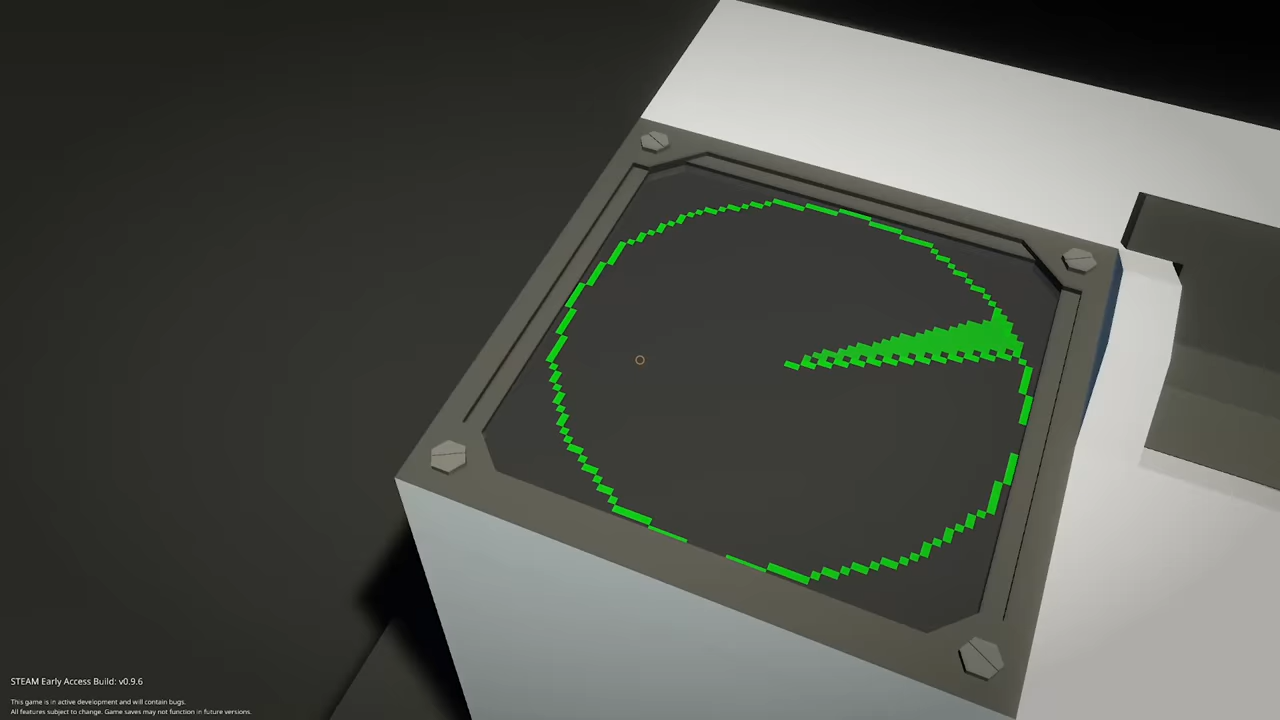 STEAM Early Access Build: v0.9.6
This game is in active development and will contain bugs.
All features subject to change. Game saves may not function in future versions.